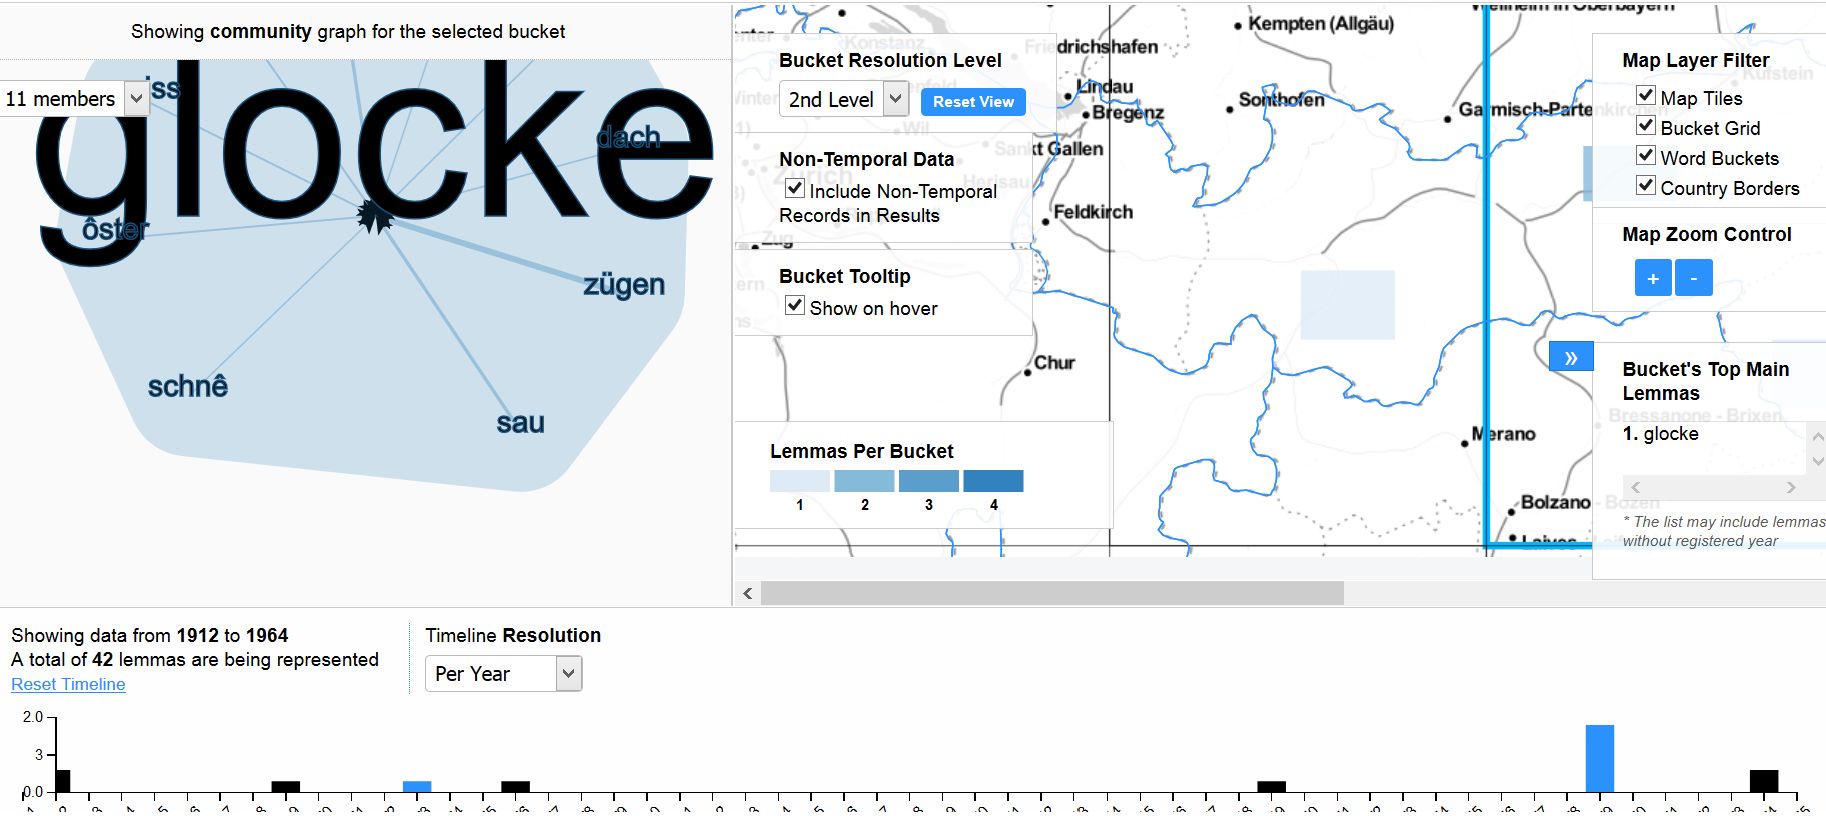 Showing community graph for the selected bucket
11 members
iss
glocke
dach
ôster
zügen
schnê
sau
Konstanz
Friedrichshafen
Kempten (Allgäu)
Weilheim in Oberbayern
Lindau
Bregenz
Sonthofen
Garmisch-Partenkirchen
Kufstein
Wil
Sankt Gallen
Zürich
Herisau
Feldkirch
Zug
Chur
Merano
Bressanone - Brixen
Bolzano - Bozen
Bucket Resolution Level
2nd Level
Reset View
Non-Temporal Data
Include Non-Temporal
Records in Results
Bucket Tooltip
Show on hover
Lemmas Per Bucket
1 2 3 4
Map Layer Filter
Map Tiles
Bucket Grid
Word Buckets
Country Borders
Map Zoom Control
+ -
»
Bucket's Top Main
Lemmas
1. glocke
* The list may include lemmas
without registered year
Showing data from 1912 to 1964
A total of 42 lemmas are being represented
Reset Timeline
Timeline Resolution
Per Year
2.0
3
0.0